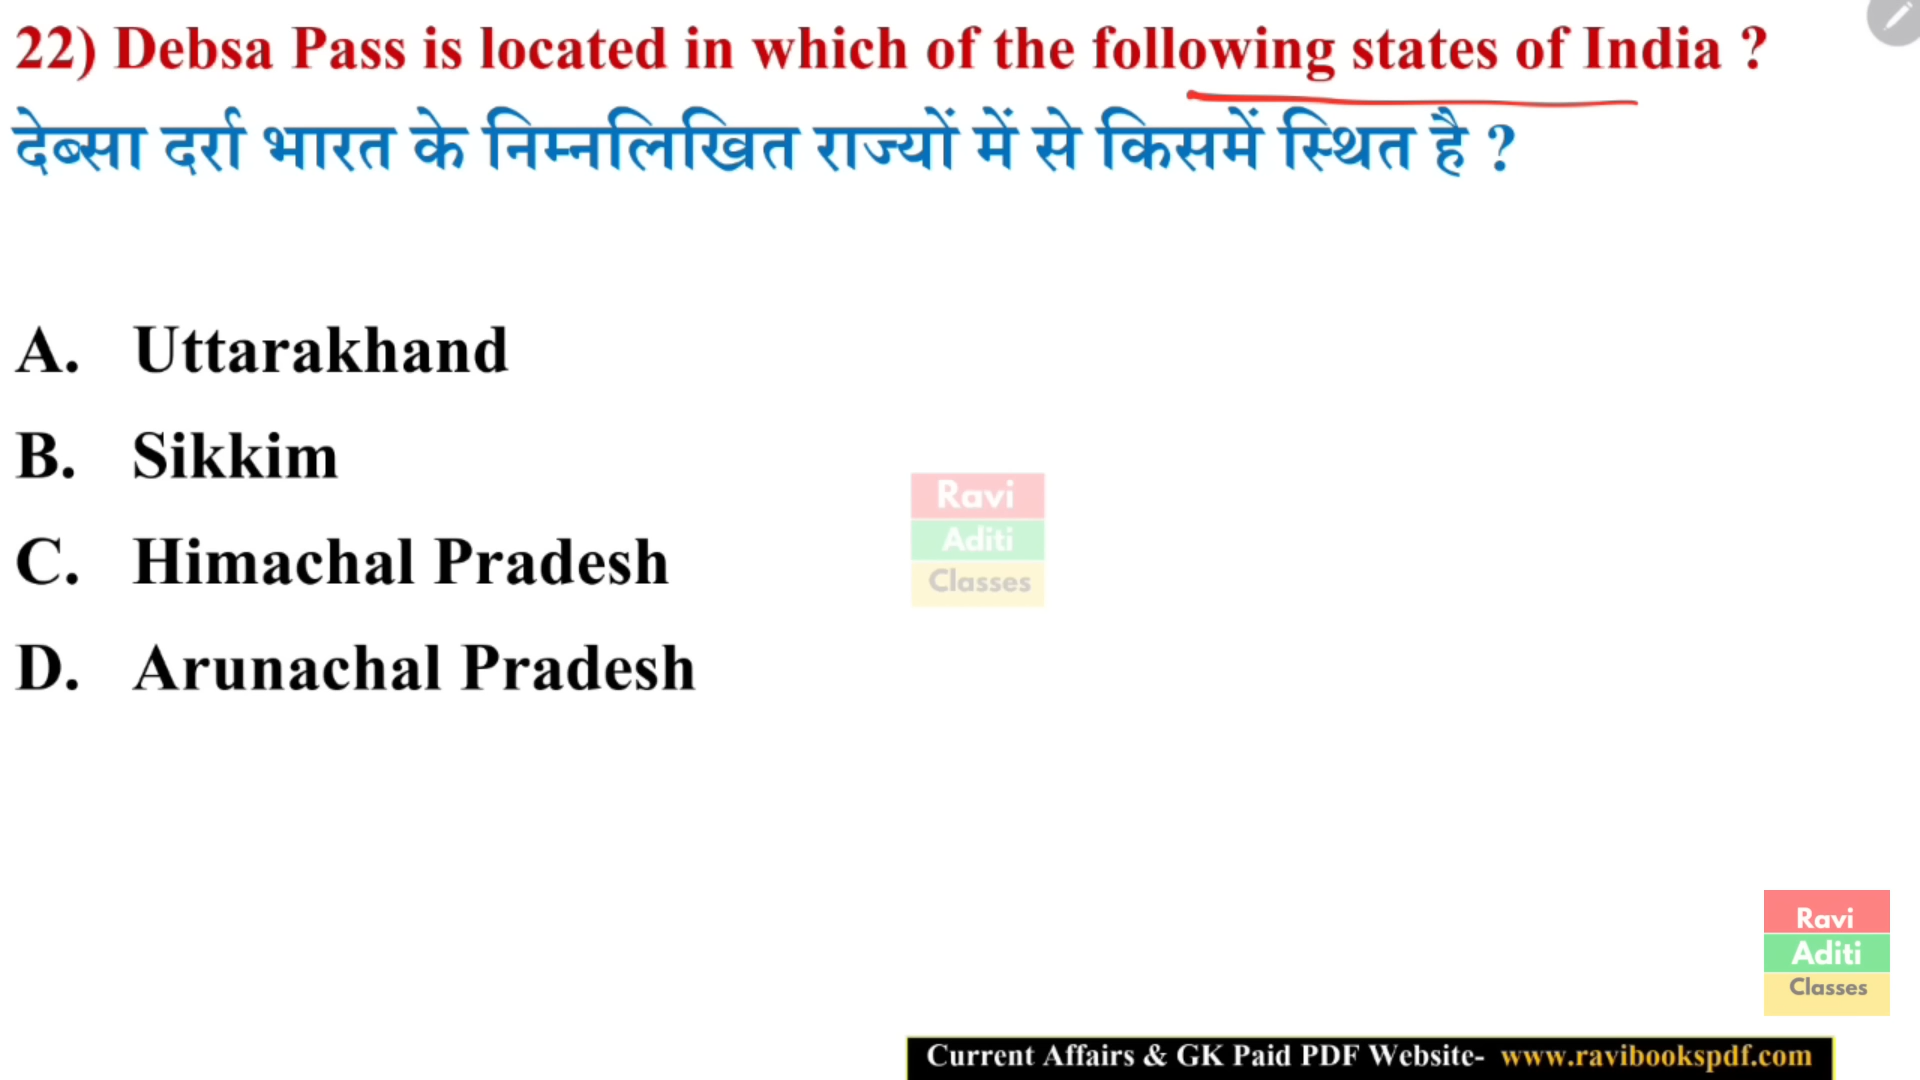 22) Debsa Pass is located in which of the following states of India ?
देब्सा दर्रा भारत के निम्नलिखित राज्यों में से किसमें स्थित है ?
A. Uttarakhand
B. Sikkim
C. Himachal Pradesh
D. Arunachal Pradesh
Ravi
Aditi
Classes
Ravi
Aditi
Classes
Current Affairs & GK Paid PDF Website- www.ravibookspdf.com